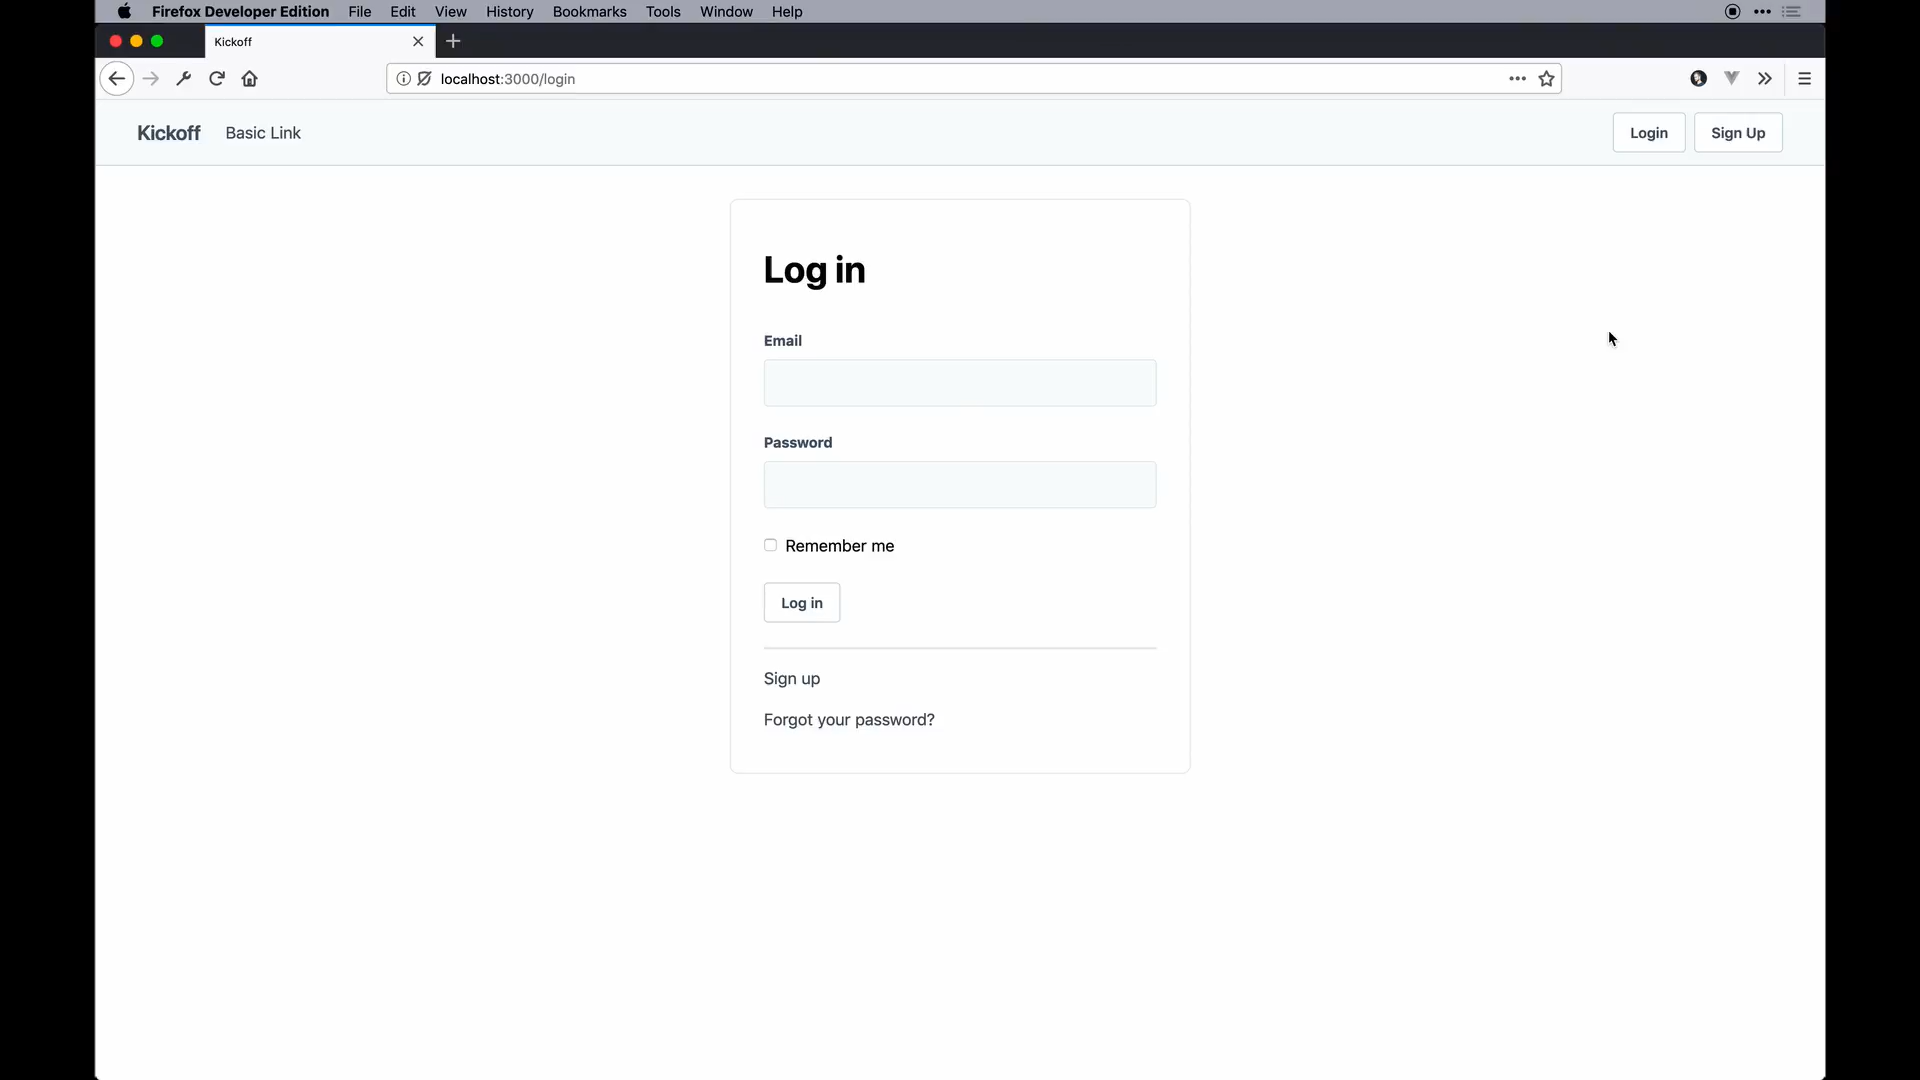 Firefox Developer Edition File Edit View History Bookmarks Tools Window Help
Kickoff
localhost:3000/login
Kickoff Basic Link Login Sign Up
Log in
Email
Password
Remember me
Log in
Sign up
Forgot your password?